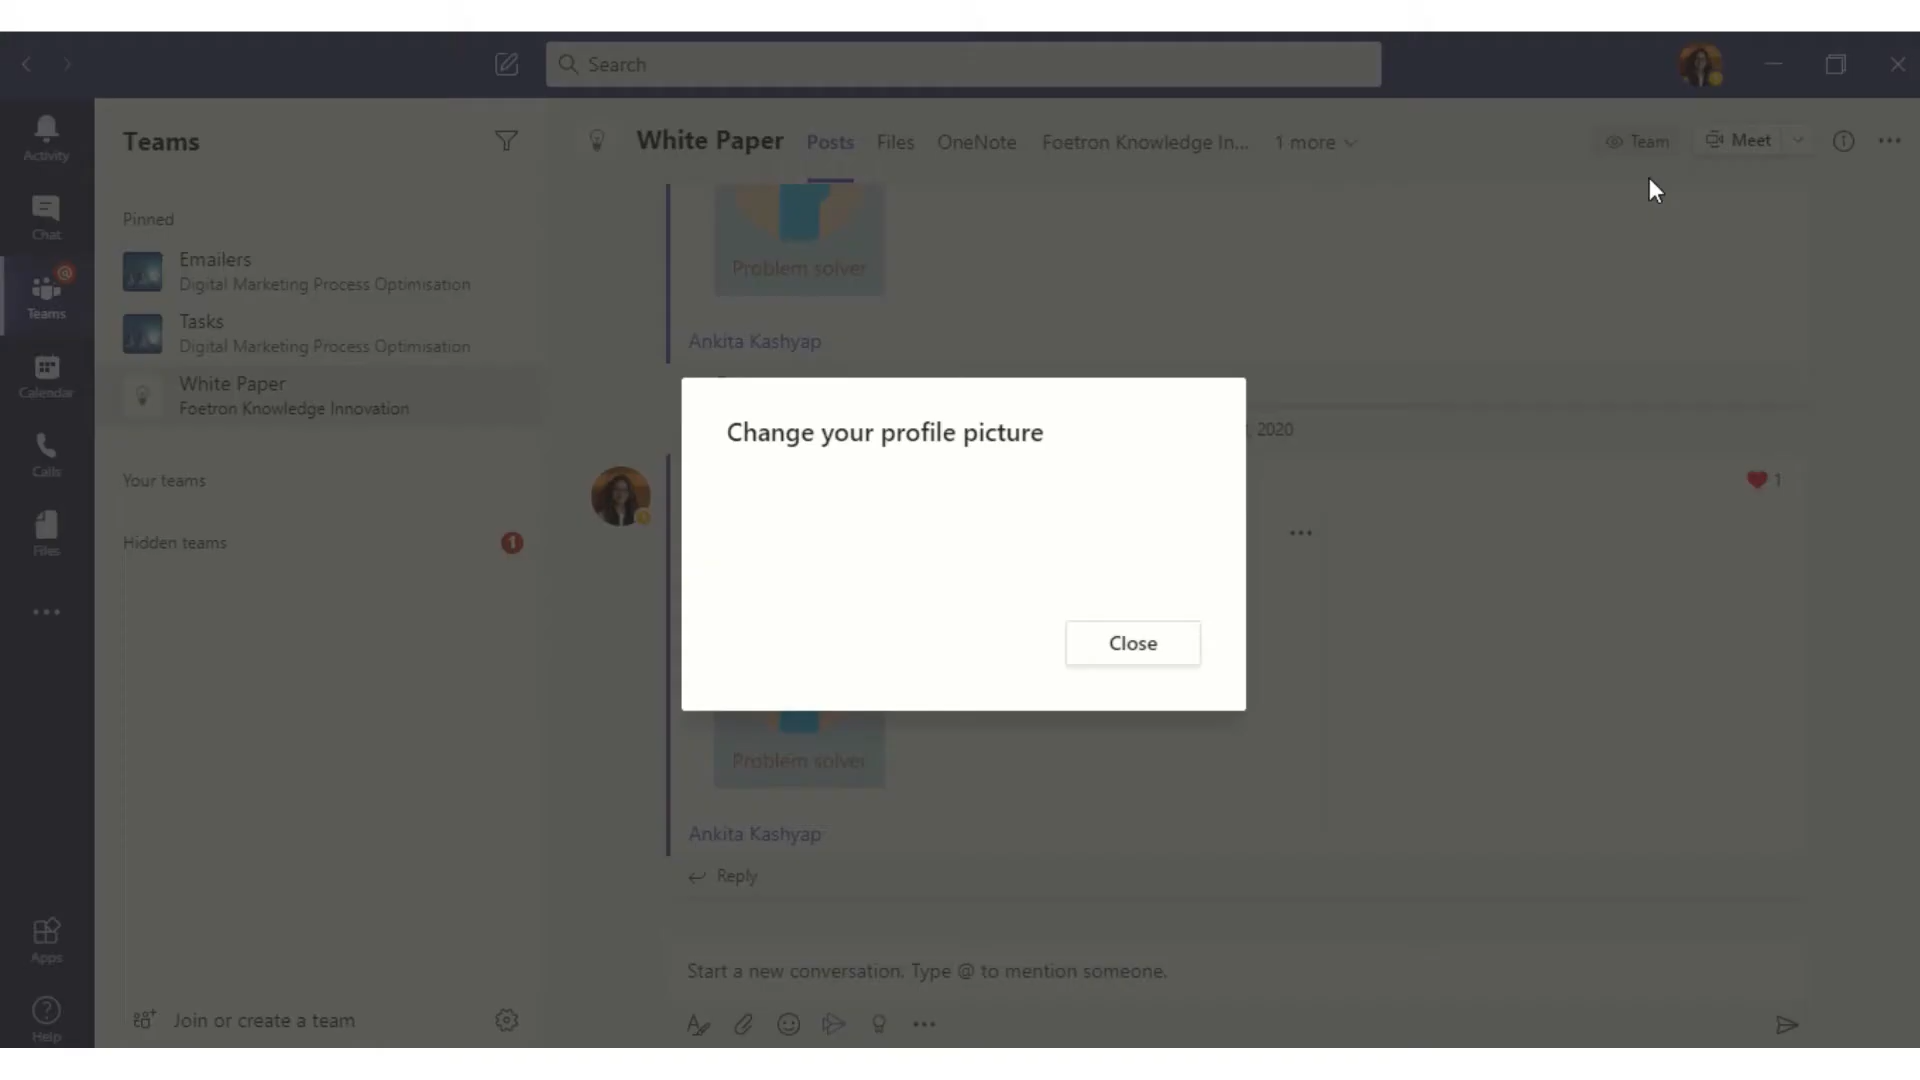 Search
Activity
Chat
Teams
Calendar
Calls
Files
Apps
Help
Teams
Pinned
Emailers
Digital Marketing Process Optimisation
Tasks
Digital Marketing Process Optimisation
White Paper
Foetron Knowledge Innovation
Your teams
Hidden teams
1
Join or create a team
White Paper Posts Files OneNote Foetron Knowledge In... 1 more
Team Meet
Problem solver
Ankita Kashyap
, 2020
1
Change your profile picture
Close
Problem solver
Ankita Kashyap
Reply
Start a new conversation. Type @ to mention someone.